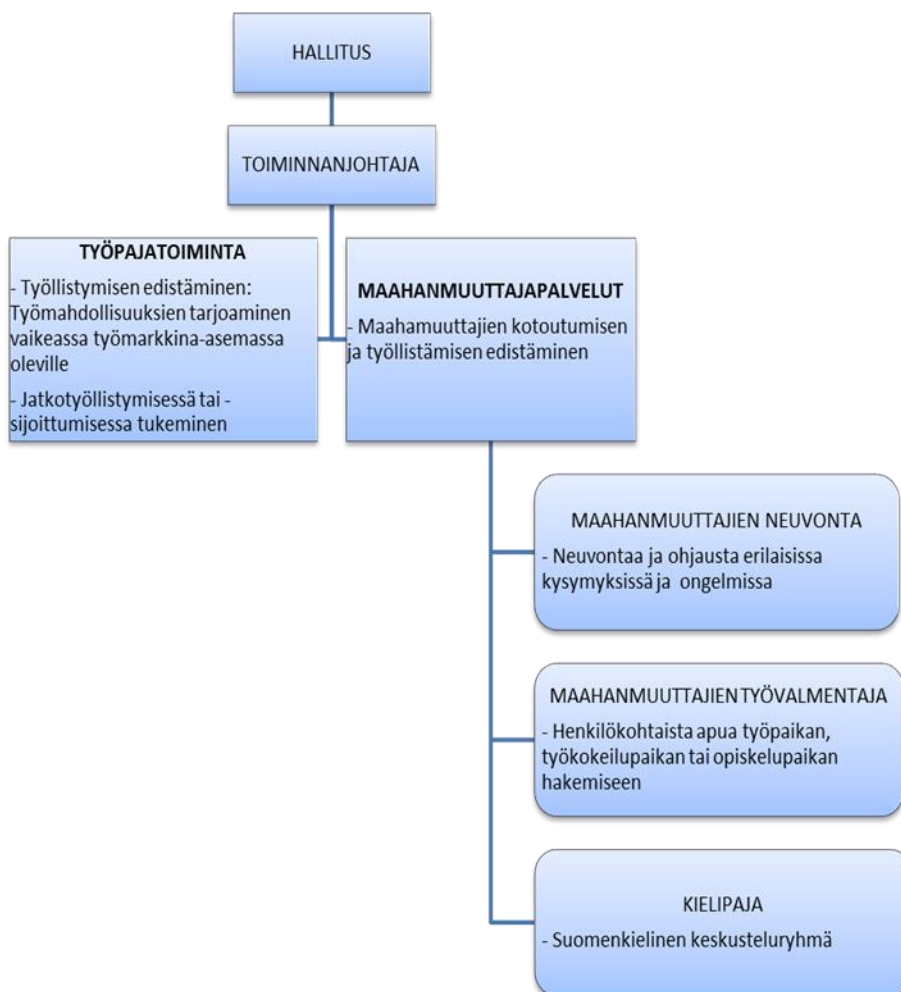 HALLITUS
TOIMINNANJOHTAJA
TYÖPAJATOIMINTA
- Työllistymisen edistäminen:
Työmahdollisuuksien tarjoaminen
vaikeassa työmarkkina-asemassa
oleville
- Jatkotyöllistymisessä tai -
sijoittumisessa tukeminen
MAAHANMUUTTAJAPALVELUT
- Maahamuuttajien kotoutumisen
ja työllistämisen edistäminen
MAAHANMUUTTAJIEN NEUVONTA
- Neuvontaa ja ohjausta erilaisissa
kysymyksissä ja ongelmissa
MAAHANMUUTTAJIEN TYÖVALMENTAJA
- Henkilökohtaista apua työpaikan,
työkokeilupaikan tai opiskelupaikan
hakemiseen
KIELIPAJA
- Suomenkielinen keskusteluryhmä